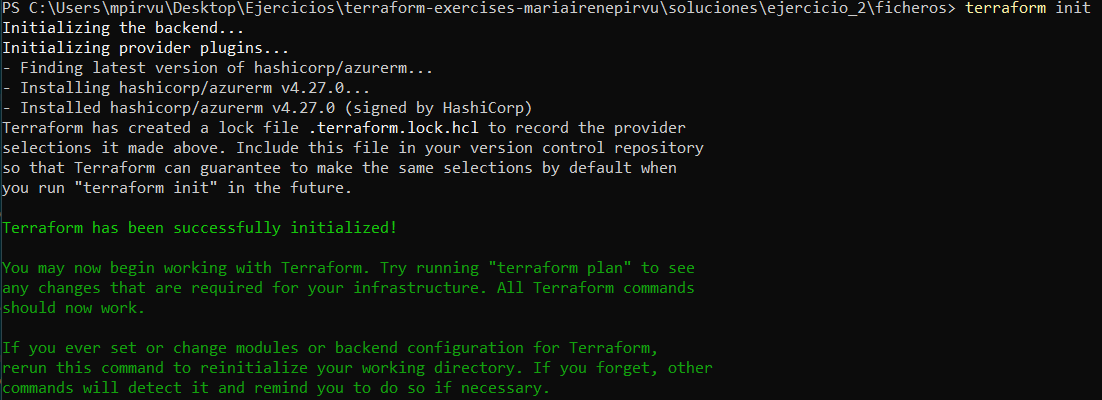 PS C:\Users\mpirvu\Desktop\Ejercicios\terraform-exercises-mariairenepirvu\soluciones\ejercicio_2\ficheros> terraform init
Initializing the backend...
Initializing provider plugins...
- Finding latest version of hashicorp/azurerm...
- Installing hashicorp/azurerm v4.27.0...
- Installed hashicorp/azurerm v4.27.0 (signed by HashiCorp)
Terraform has created a lock file .terraform.lock.hcl to record the provider
selections it made above. Include this file in your version control repository
so that Terraform can guarantee to make the same selections by default when
you run "terraform init" in the future.
Terraform has been successfully initialized!
You may now begin working with Terraform. Try running "terraform plan" to see
any changes that are required for your infrastructure. All Terraform commands
should now work.
If you ever set or change modules or backend configuration for Terraform,
rerun this command to reinitialize your working directory. If you forget, other
commands will detect it and remind you to do so if necessary.